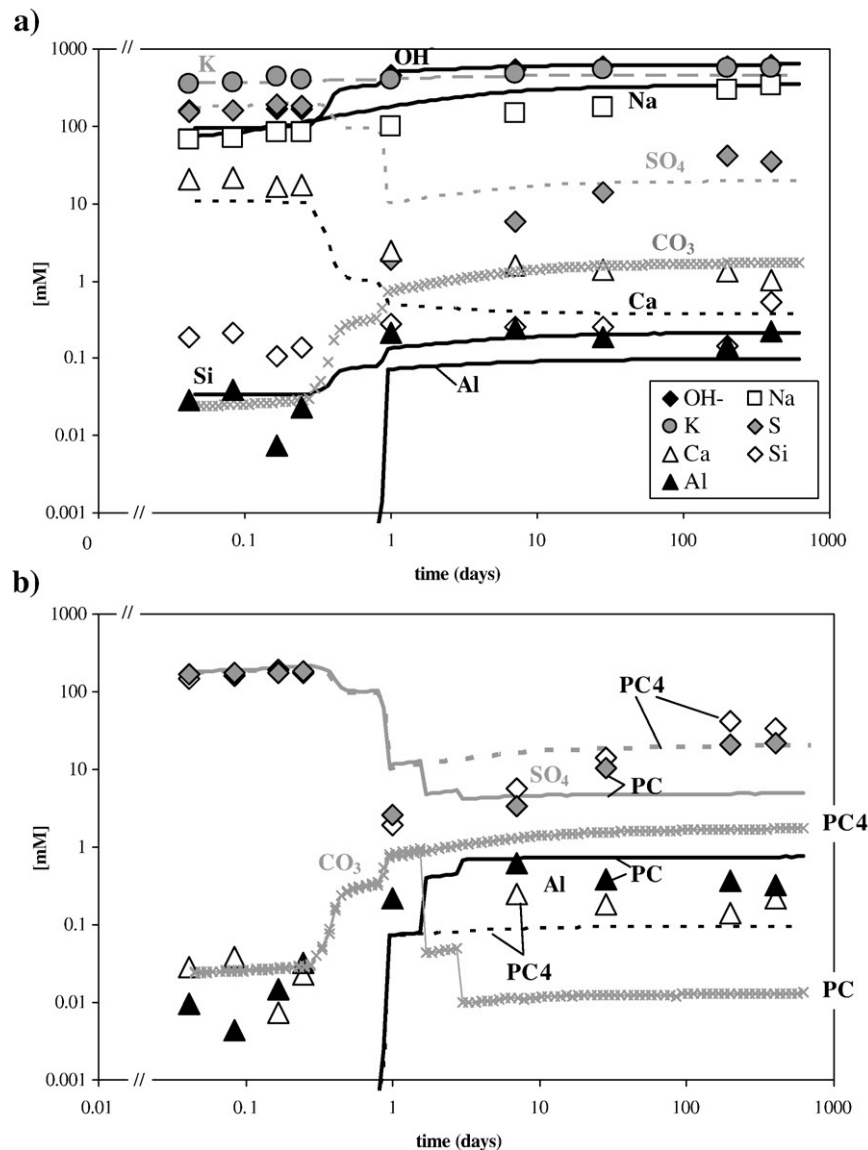 a)
1000
//
OH-
K
100
Na
SO4
10
CO3
[mM]
1
Ca
0.1
Si
Al
OH- Na
K S
0.01
Ca Si
Al
0.001
//
0 0.1 1 10 100 1000
time (days)
b)
1000
//
100
PC4
10
SO4
PC
[mM]
1
PC4
CO3
PC
Al
0.1
PC4
0.01
PC
0.001
//
0.01 0.1 1 10 100 1000
time (days)